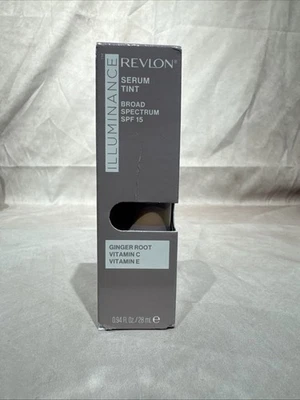 ILLUMINANCE
REVLON®
SERUM
TINT
BROAD
SPECTRUM
SPF 15
GINGER ROOT
VITAMIN C
VITAMIN E
0.94 Fl. Oz. / 28 mL ℮